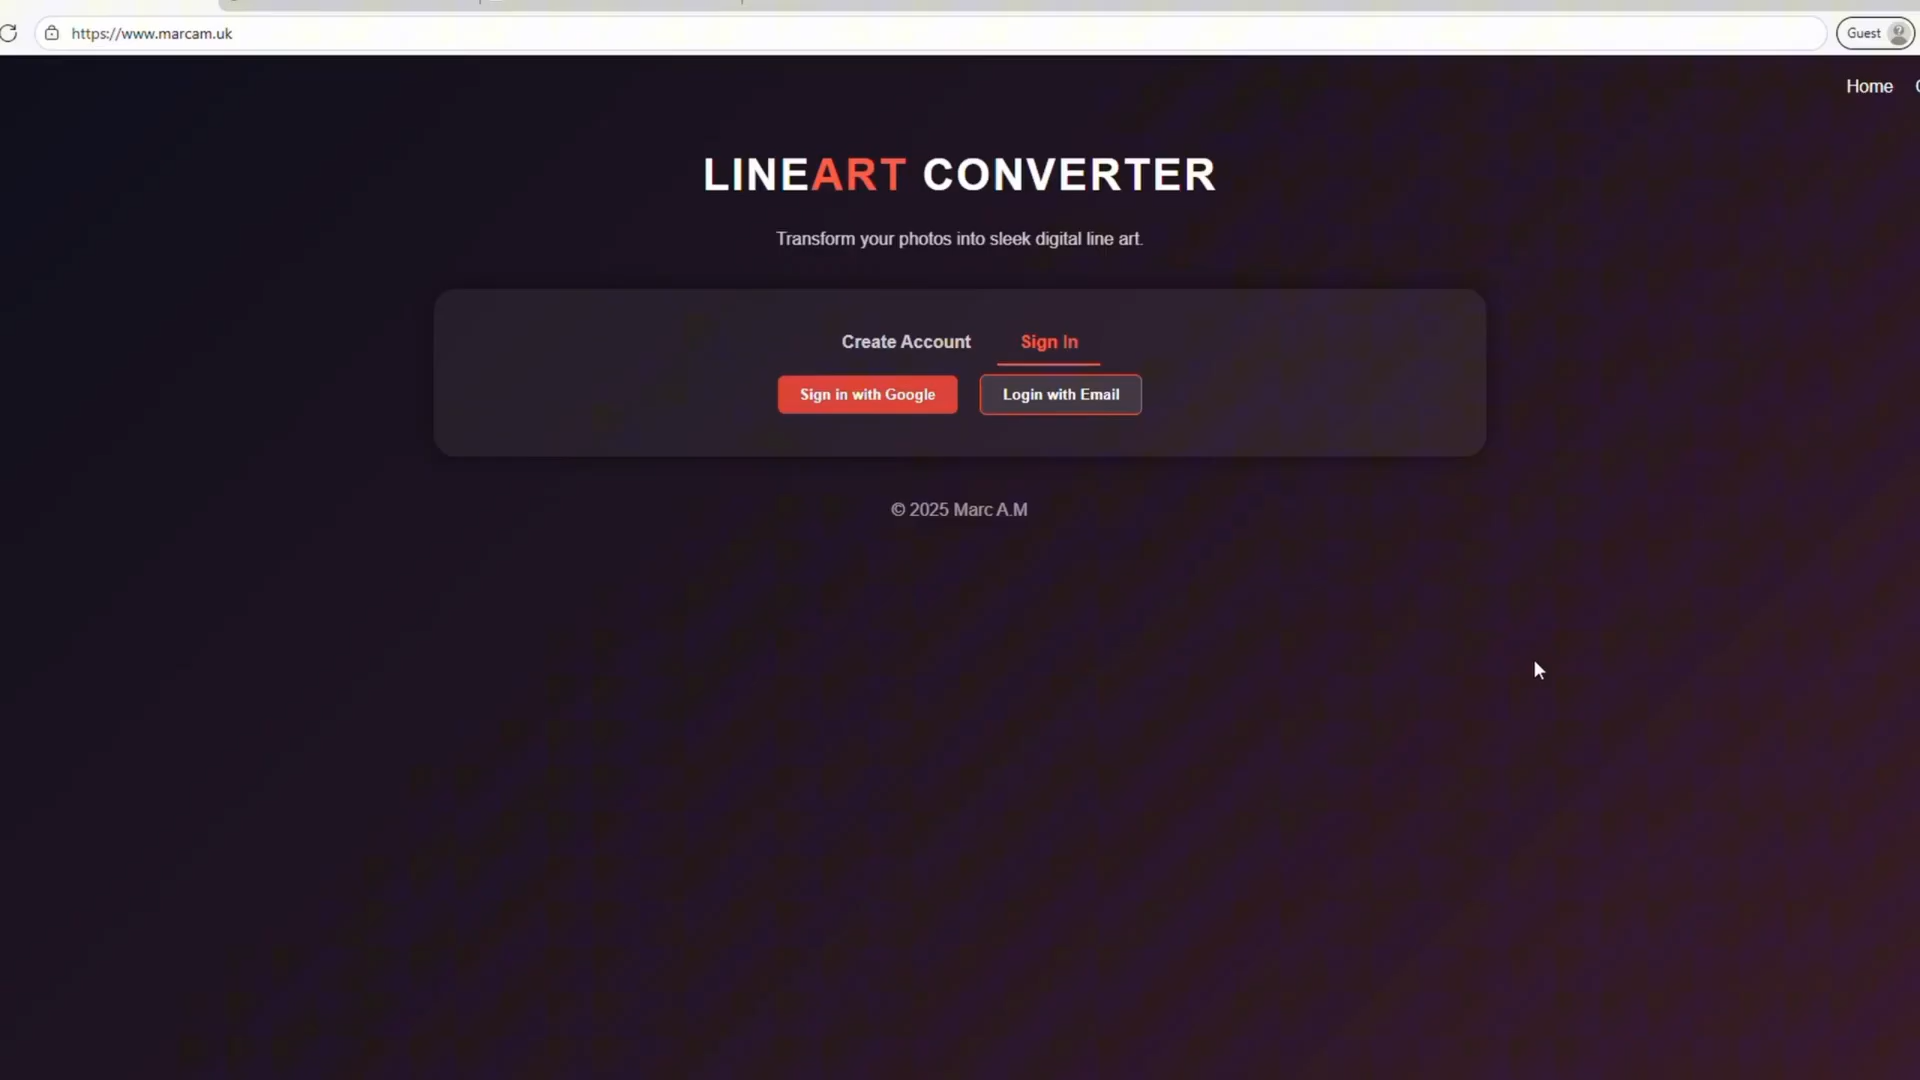 https://www.marcam.uk
Guest
Home
LINEART CONVERTER
Transform your photos into sleek digital line art.
Create Account
Sign In
Sign in with Google
Login with Email
© 2025 Marc A.M